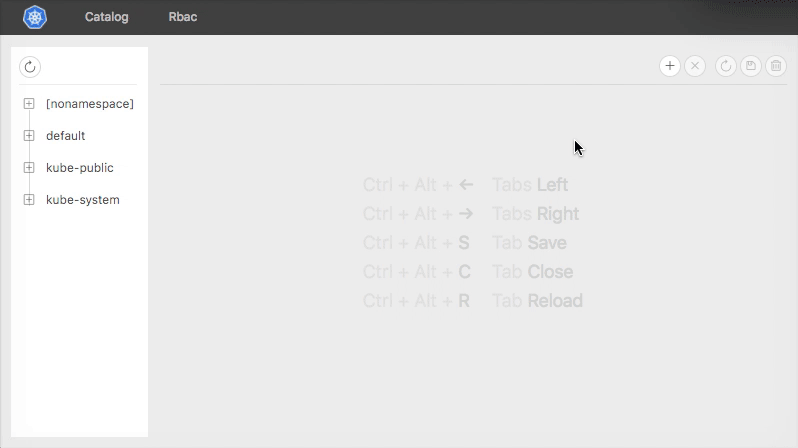 Catalog Rbac
[nonamespace]
default
kube-public
kube-system
Ctrl + Alt + ← Tabs Left
Ctrl + Alt + → Tabs Right
Ctrl + Alt + S Tab Save
Ctrl + Alt + C Tab Close
Ctrl + Alt + R Tab Reload